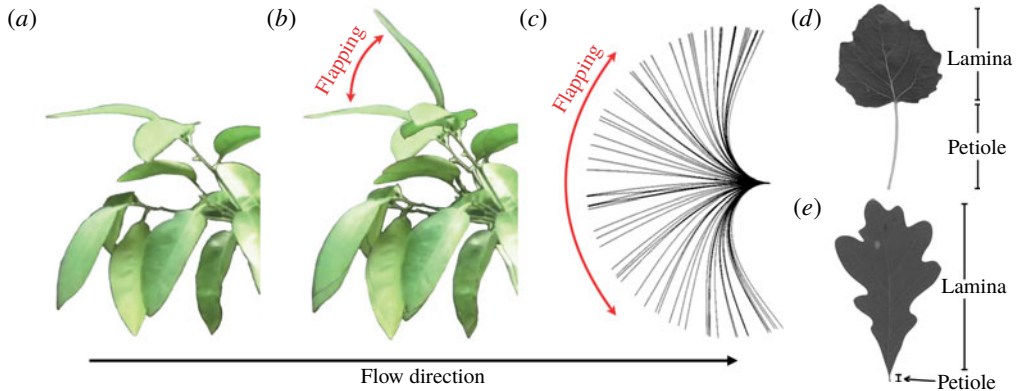 (a)
(b)
(c)
(d)
(e)
Flapping
Flapping
Lamina
Petiole
Lamina
Petiole
Flow direction